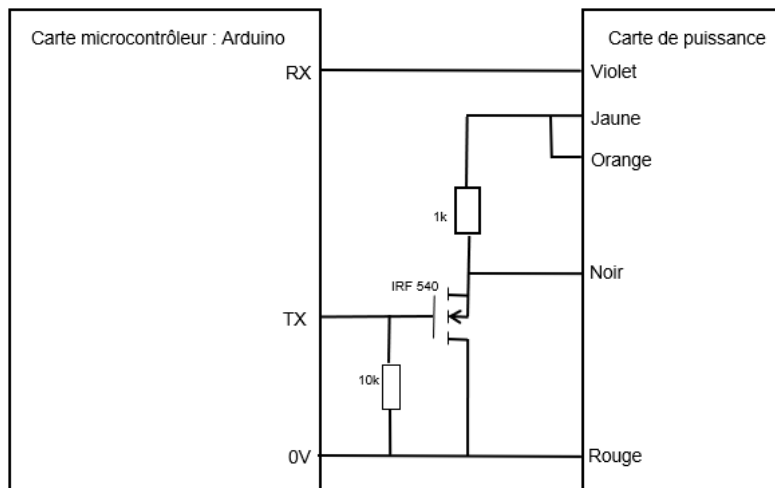 Carte microcontrôleur : Arduino
Carte de puissance
RX
Violet
Jaune
Orange
1k
Noir
IRF 540
TX
10k
0V
Rouge